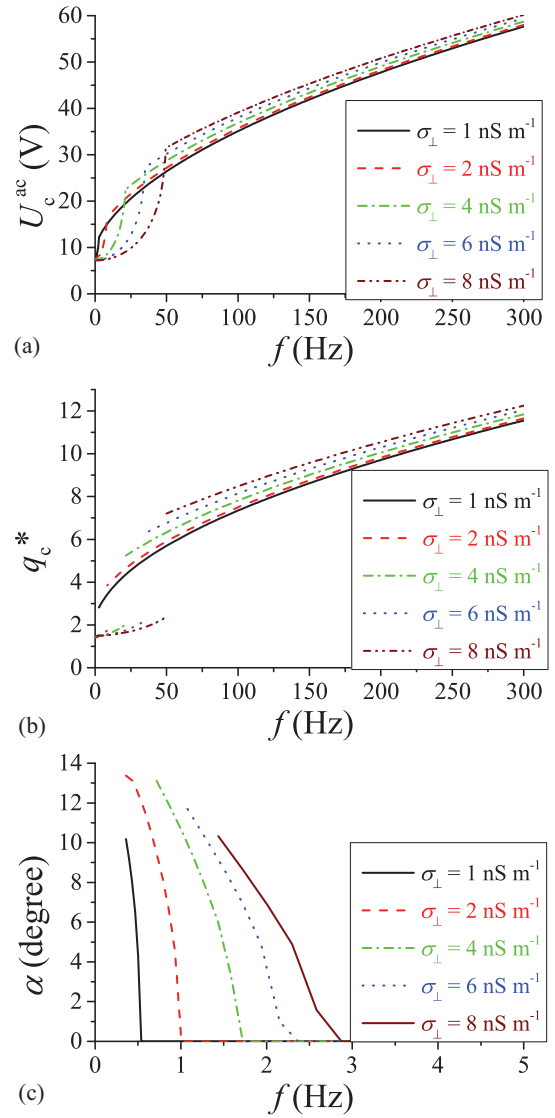 60
50
40
30
20
10
0
U_c^ac (V)
σ⊥ = 1 nS m⁻¹
σ⊥ = 2 nS m⁻¹
σ⊥ = 4 nS m⁻¹
σ⊥ = 6 nS m⁻¹
σ⊥ = 8 nS m⁻¹
0 50 100 150 200 250 300
(a)
f (Hz)
12
10
8
6
4
2
0
q_c*
σ⊥ = 1 nS m⁻¹
σ⊥ = 2 nS m⁻¹
σ⊥ = 4 nS m⁻¹
σ⊥ = 6 nS m⁻¹
σ⊥ = 8 nS m⁻¹
0 50 100 150 200 250 300
(b)
f (Hz)
14
12
10
8
6
4
2
0
α (degree)
σ⊥ = 1 nS m⁻¹
σ⊥ = 2 nS m⁻¹
σ⊥ = 4 nS m⁻¹
σ⊥ = 6 nS m⁻¹
σ⊥ = 8 nS m⁻¹
0 1 2 3 4 5
(c)
f (Hz)